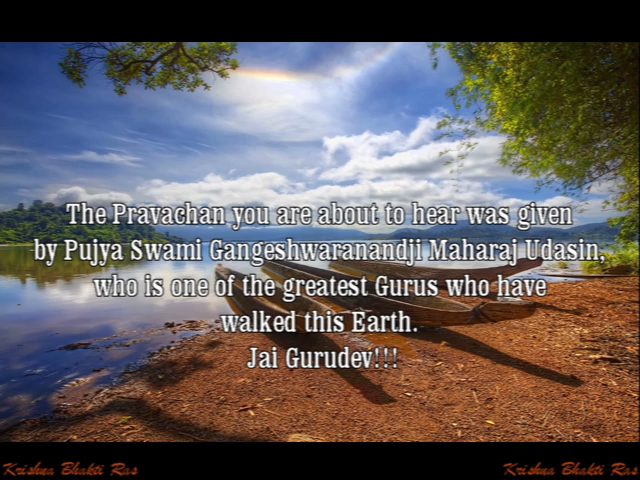 The Pravachan you are about to hear was given
by Pujya Swami Gangeshwaranandji Maharaj Udasin,
who is one of the greatest Gurus who have
walked this Earth.
Jai Gurudev!!!
Krishna Bhakti Ras
Krishna Bhakti Ras